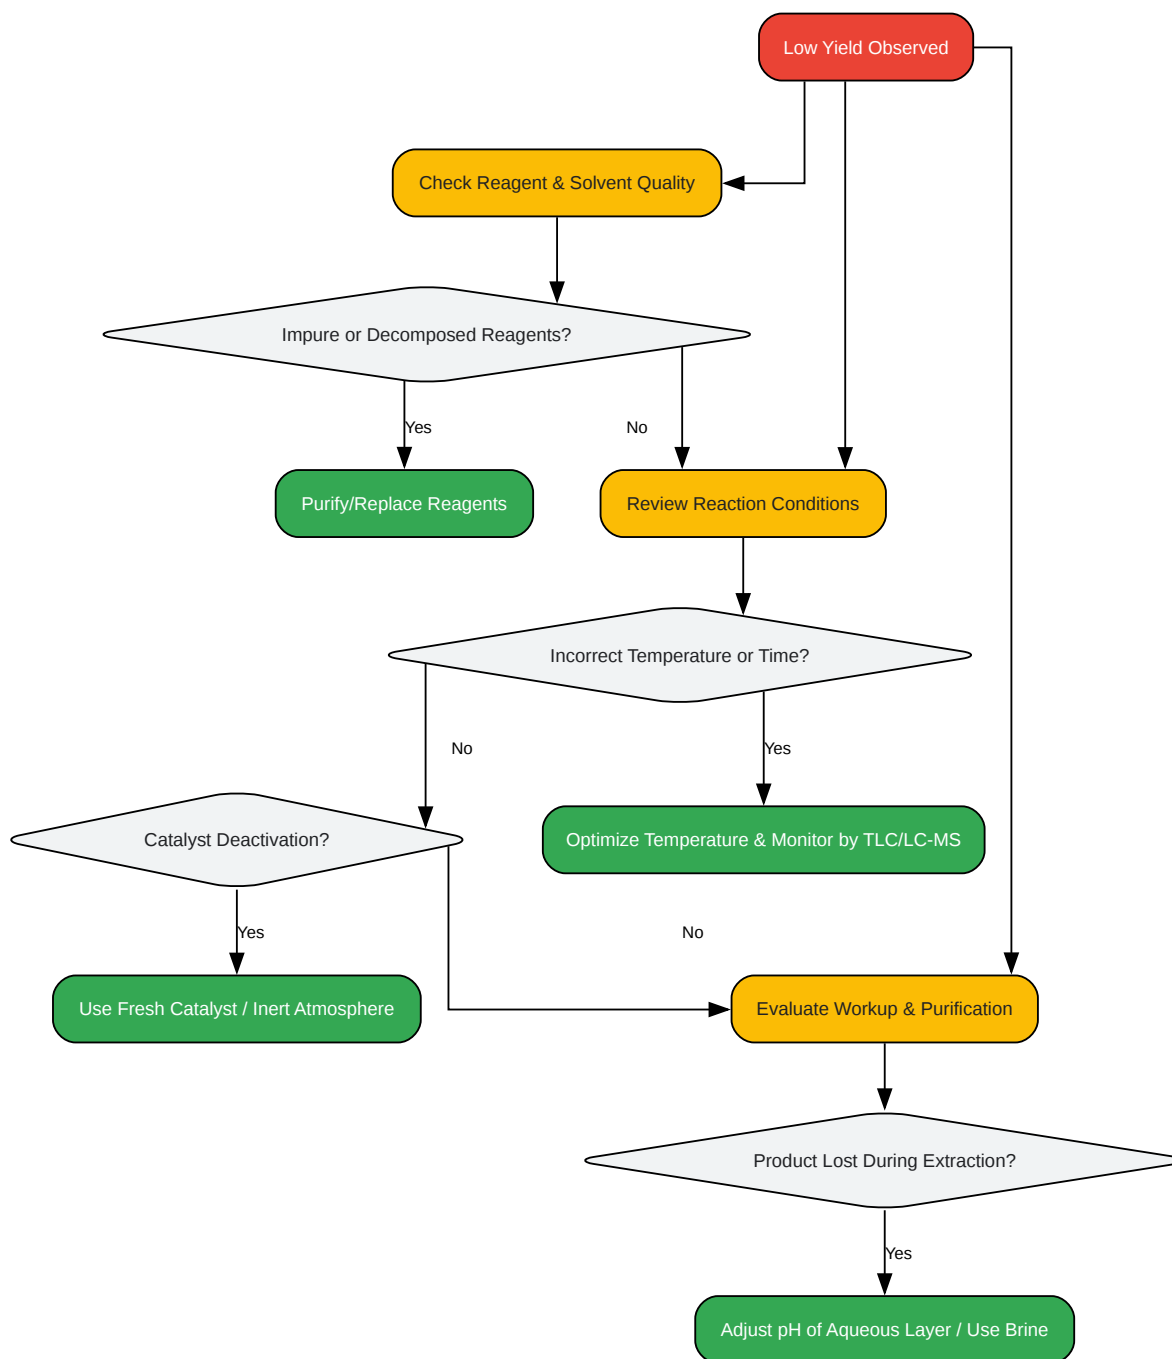 Low Yield Observed
Check Reagent & Solvent Quality
Impure or Decomposed Reagents?
Yes
No
Purify/Replace Reagents
Review Reaction Conditions
Incorrect Temperature or Time?
No
Yes
Catalyst Deactivation?
Optimize Temperature & Monitor by TLC/LC-MS
Yes
No
Use Fresh Catalyst / Inert Atmosphere
Evaluate Workup & Purification
Product Lost During Extraction?
Yes
Adjust pH of Aqueous Layer / Use Brine